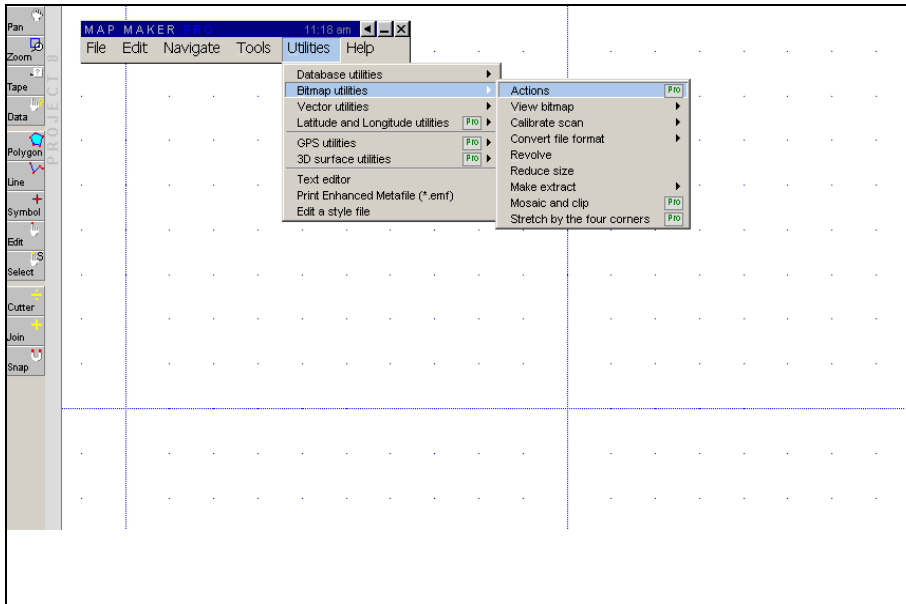 Pan
Zoom
Tape
Data
Polygon
Line
Symbol
Edit
Select
Cutter
Join
Snap
PROJECT 8
MAP MAKER PRO 11:18 am
File Edit Navigate Tools Utilities Help
Database utilities
Bitmap utilities
Vector utilities
Latitude and Longitude utilities Pro
GPS utilities Pro
3D surface utilities Pro
Text editor
Print Enhanced Metafile (*.emf)
Edit a style file
Actions Pro
View bitmap
Calibrate scan
Convert file format
Revolve
Reduce size
Make extract
Mosaic and clip Pro
Stretch by the four corners Pro